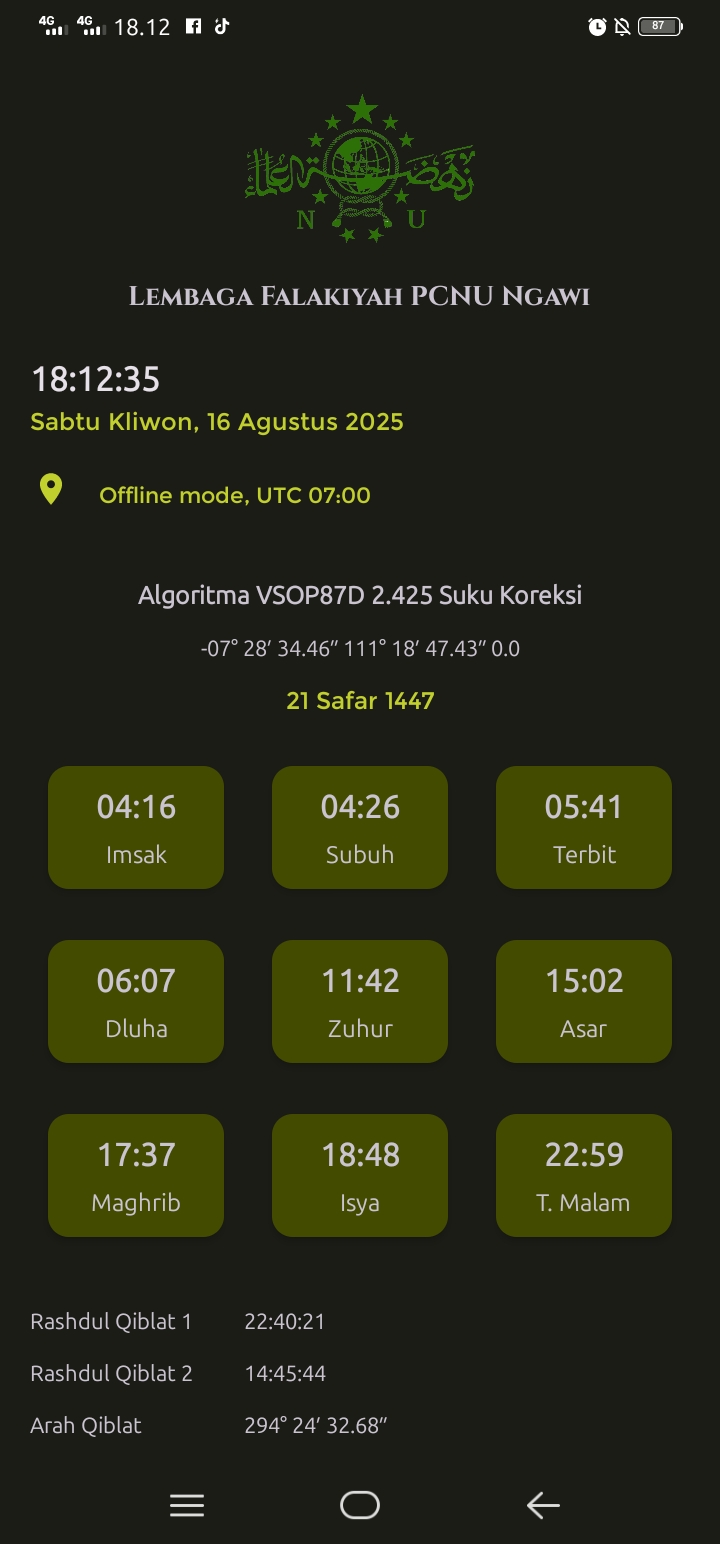 4G 4G 18.12 87
نهضة العلماء
N U
Lembaga Falakiyah PCNU Ngawi
18:12:35
Sabtu Kliwon, 16 Agustus 2025
Offline mode, UTC 07:00
Algoritma VSOP87D 2.425 Suku Koreksi
-07° 28′ 34.46″ 111° 18′ 47.43″ 0.0
21 Safar 1447
04:16 04:26 05:41
Imsak Subuh Terbit
06:07 11:42 15:02
Dluha Zuhur Asar
17:37 18:48 22:59
Maghrib Isya T. Malam
Rashdul Qiblat 1 22:40:21
Rashdul Qiblat 2 14:45:44
Arah Qiblat 294° 24′ 32.68″